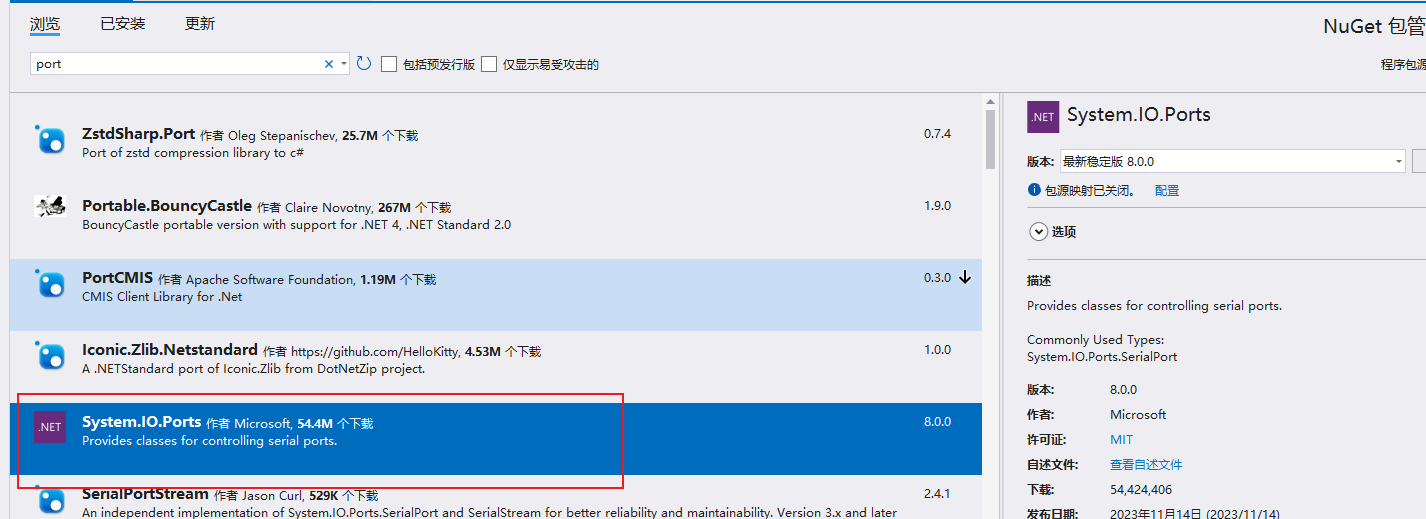 浏览 已安装 更新 NuGet 包管
port 包括预发行版 仅显示易受攻击的 程序包源
ZstdSharp.Port 作者 Oleg Stepanischev, 25.7M 个下载 0.7.4
Port of zstd compression library to c#
Portable.BouncyCastle 作者 Claire Novotny, 267M 个下载 1.9.0
BouncyCastle portable version with support for .NET 4, .NET Standard 2.0
PortCMIS 作者 Apache Software Foundation, 1.19M 个下载 0.3.0
CMIS Client Library for .Net
Iconic.Zlib.Netstandard 作者 https://github.com/HelloKitty, 4.53M 个下载 1.0.0
A .NETStandard port of Iconic.Zlib from DotNetZip project.
.NET System.IO.Ports 作者 Microsoft, 54.4M 个下载 8.0.0
Provides classes for controlling serial ports.
SerialPortStream 作者 Jason Curl, 529K 个下载 2.4.1
An independent implementation of System.IO.Ports.SerialPort and SerialStream for better reliability and maintainability. Version 3.x and later
.NET System.IO.Ports
版本: 最新稳定版 8.0.0
包源映射已关闭。 配置
选项
描述
Provides classes for controlling serial ports.
Commonly Used Types:
System.IO.Ports.SerialPort
版本: 8.0.0
作者: Microsoft
许可证: MIT
自述文件: 查看自述文件
下载: 54,424,406
发布日期: 2023年11月14日 (2023/11/14)